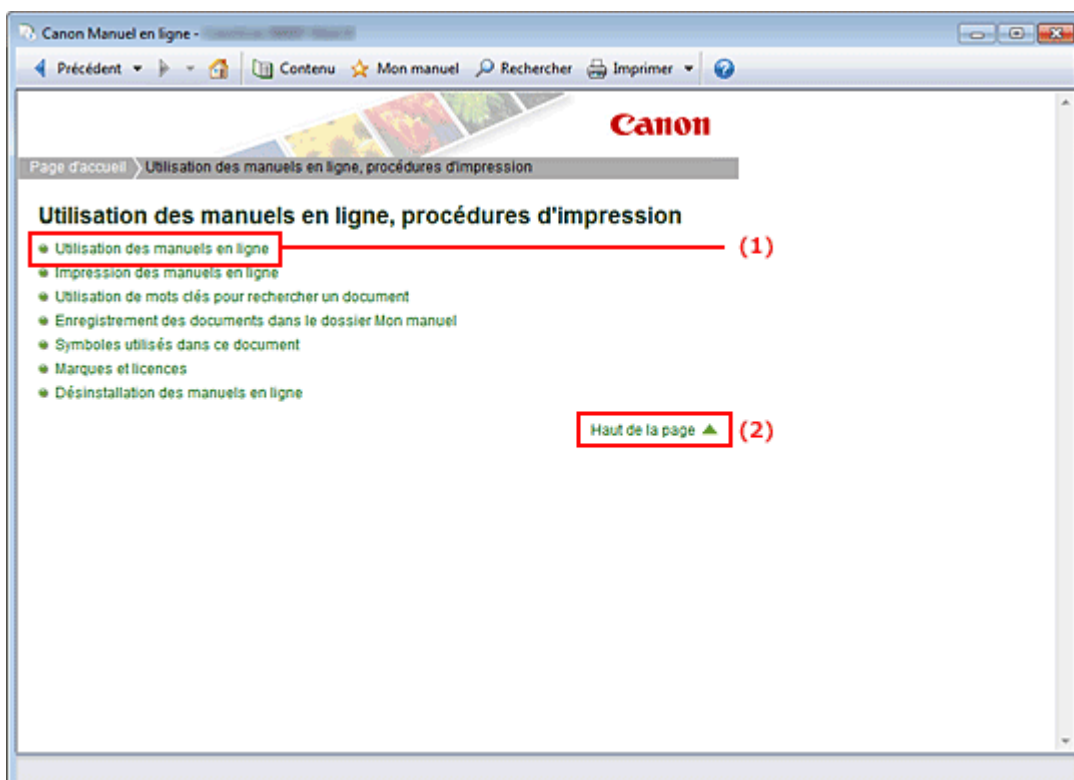 Canon Manuel en ligne -
Précédent Contenu Mon manuel Rechercher Imprimer
Canon
Page d'accueil Utilisation des manuels en ligne, procédures d'impression
Utilisation des manuels en ligne, procédures d'impression
Utilisation des manuels en ligne (1)
Impression des manuels en ligne
Utilisation de mots clés pour rechercher un document
Enregistrement des documents dans le dossier Mon manuel
Symboles utilisés dans ce document
Marques et licences
Désinstallation des manuels en ligne
Haut de la page (2)